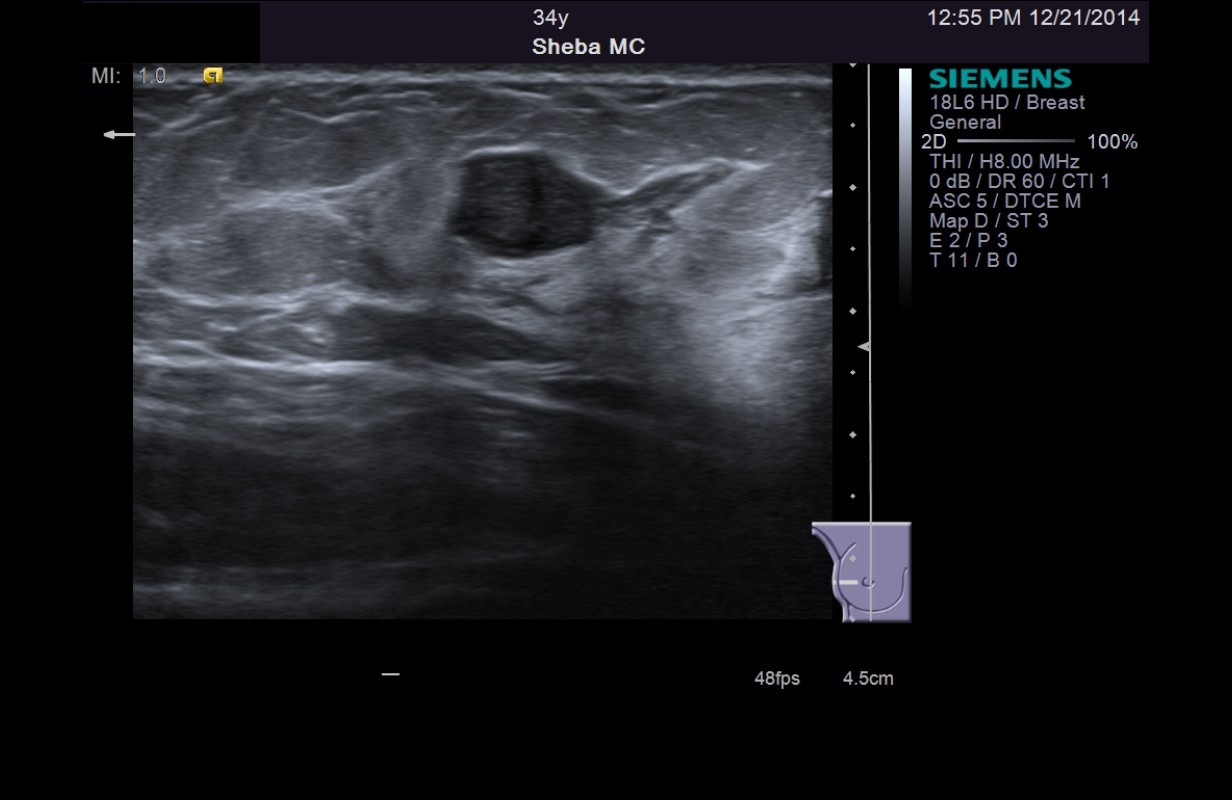 34y
12:55 PM 12/21/2014
Sheba MC
MI: 1.0
SIEMENS
18L6 HD / Breast
General
2D 100%
THI / H8.00 MHz
0 dB / DR 60 / CTI 1
ASC 5 / DTCE M
Map D / ST 3
E 2 / P 3
T 11 / B 0
48fps 4.5cm